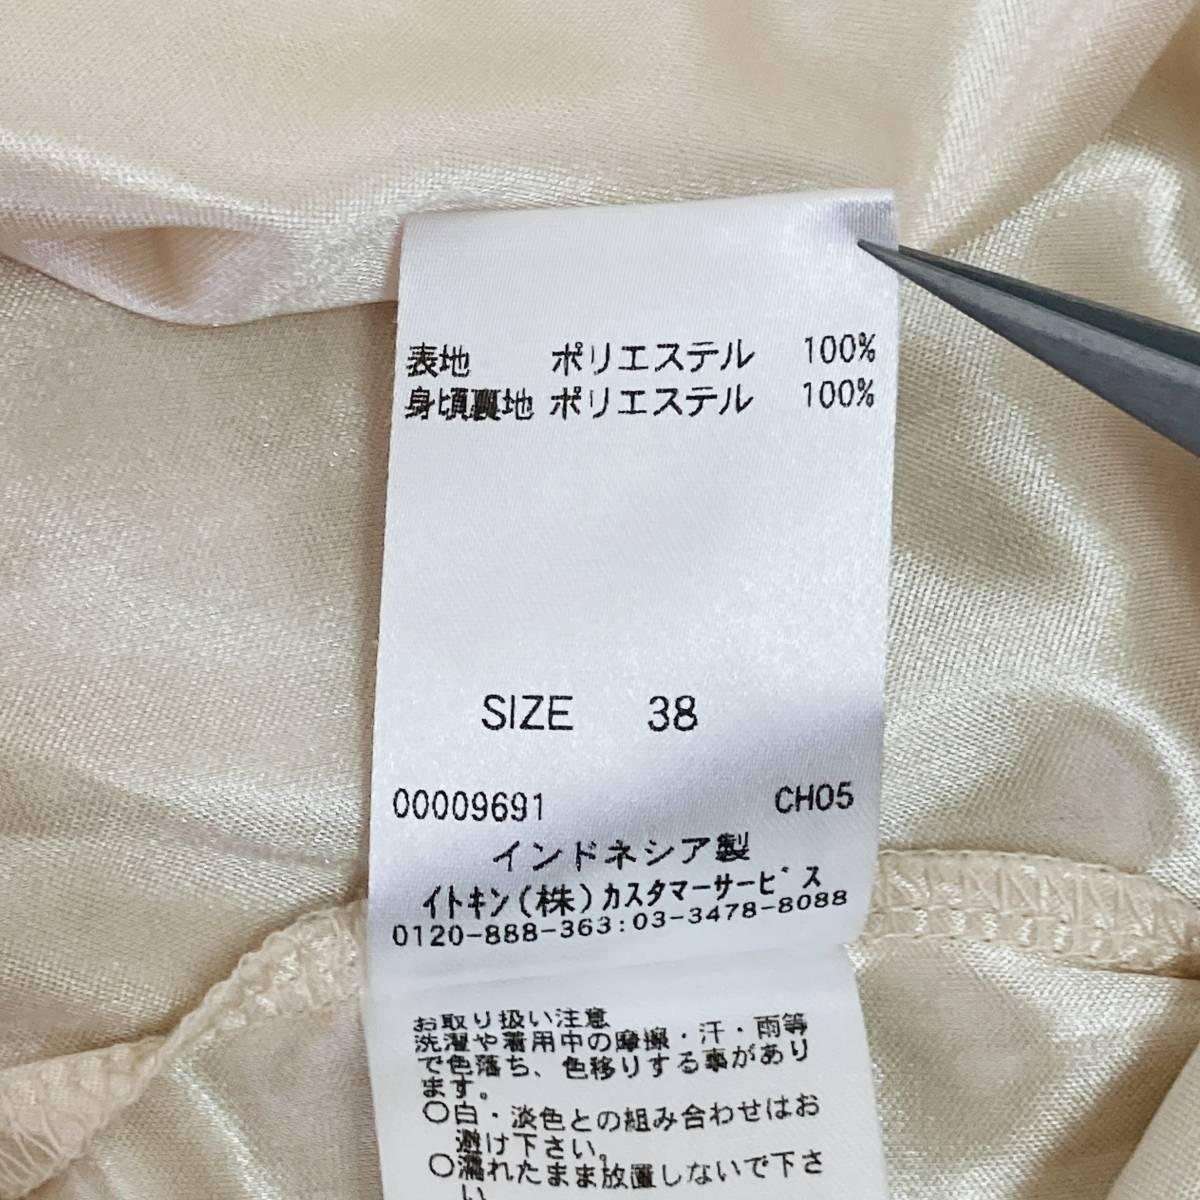 表地 ポリエステル 100%
身頃裏地 ポリエステル 100%
SIZE 38
00009691 CH05
インドネシア製
イトキン(株)カスタマーサービス
0120-888-363:03-3478-8088
お取り扱い注意
洗濯や着用中の摩擦・汗・雨等
で色落ち、色移りする事があり
ます。
○白・淡色との組み合わせはお
避け下さい。
○濡れたまま放置しないで下さ
い。